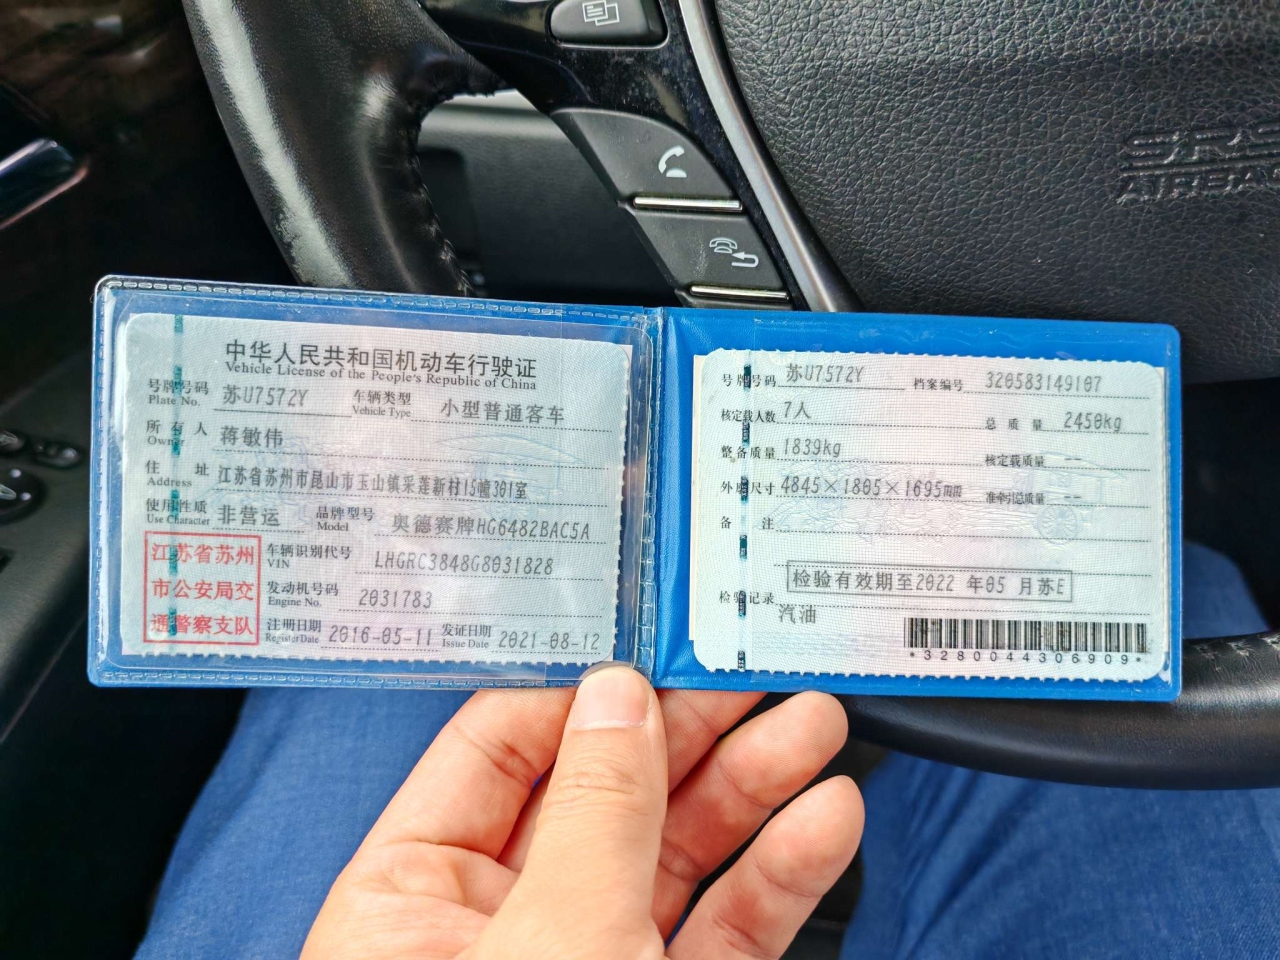 SRS
AIRBAG
中华人民共和国机动车行驶证
Vehicle License of the People's Republic of China
号牌号码 苏U7572Y 车辆类型 小型普通客车
Plate No. Vehicle Type
所有人 蒋敏伟
Owner
住址 江苏省苏州市昆山市玉山镇采莲新村15幢301室
Address
使用性质 非营运 品牌型号 奥德赛牌HG6482BAC5A
Use Character Model
江苏省苏州
市公安局交
通警察支队
车辆识别代号 LHGRC3848G8031828
VIN
发动机号码 2031783
Engine No.
注册日期 2016-05-11 发证日期 2021-08-12
Register Date Issue Date
号牌号码 苏U7572Y 档案编号 320583149107
核定载人数 7人 总质量 2450kg
整备质量 1839kg 核定载质量 --
外廓尺寸 4845×1805×1695mm 准牵引总质量 --
备注
检验有效期至2022 年05 月苏E
检验记录
汽油
*3280044306909*